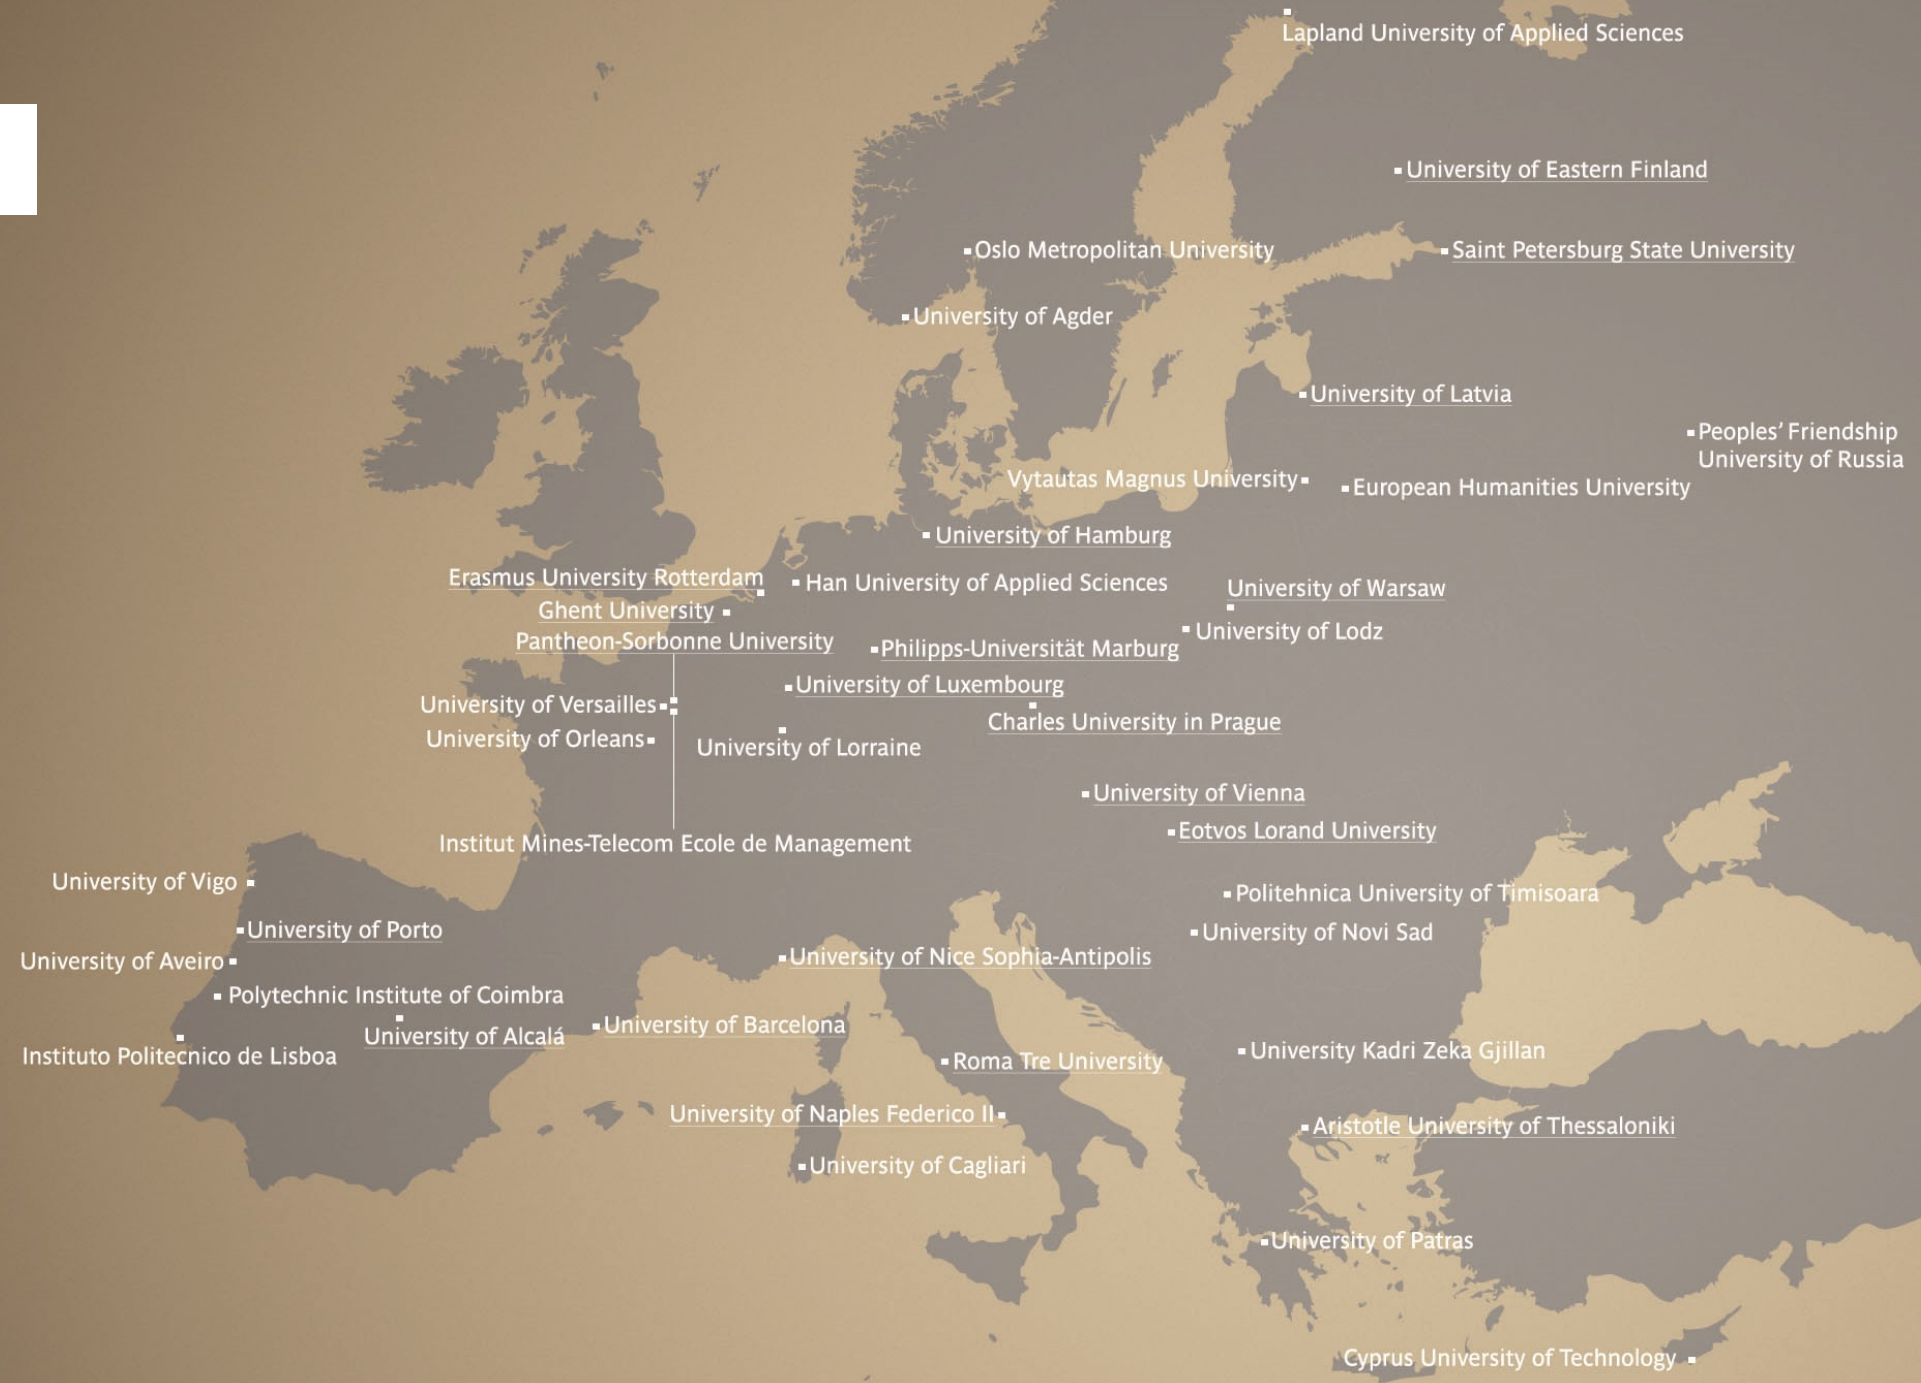 Lapland University of Applied Sciences
University of Eastern Finland
Oslo Metropolitan University
Saint Petersburg State University
University of Agder
University of Latvia
Peoples’ Friendship
University of Russia
Vytautas Magnus University
European Humanities University
University of Hamburg
Erasmus University Rotterdam
Han University of Applied Sciences
University of Warsaw
Ghent University
University of Lodz
Pantheon-Sorbonne University
Philipps-Universität Marburg
University of Luxembourg
University of Versailles
Charles University in Prague
University of Orleans
University of Lorraine
University of Vienna
Eotvos Lorand University
Institut Mines-Telecom Ecole de Management
University of Vigo
Politehnica University of Timisoara
University of Porto
University of Novi Sad
University of Aveiro
University of Nice Sophia-Antipolis
Polytechnic Institute of Coimbra
University of Barcelona
University of Alcalá
Instituto Politecnico de Lisboa
University Kadri Zeka Gjillan
Roma Tre University
University of Naples Federico II
Aristotle University of Thessaloniki
University of Cagliari
University of Patras
Cyprus University of Technology